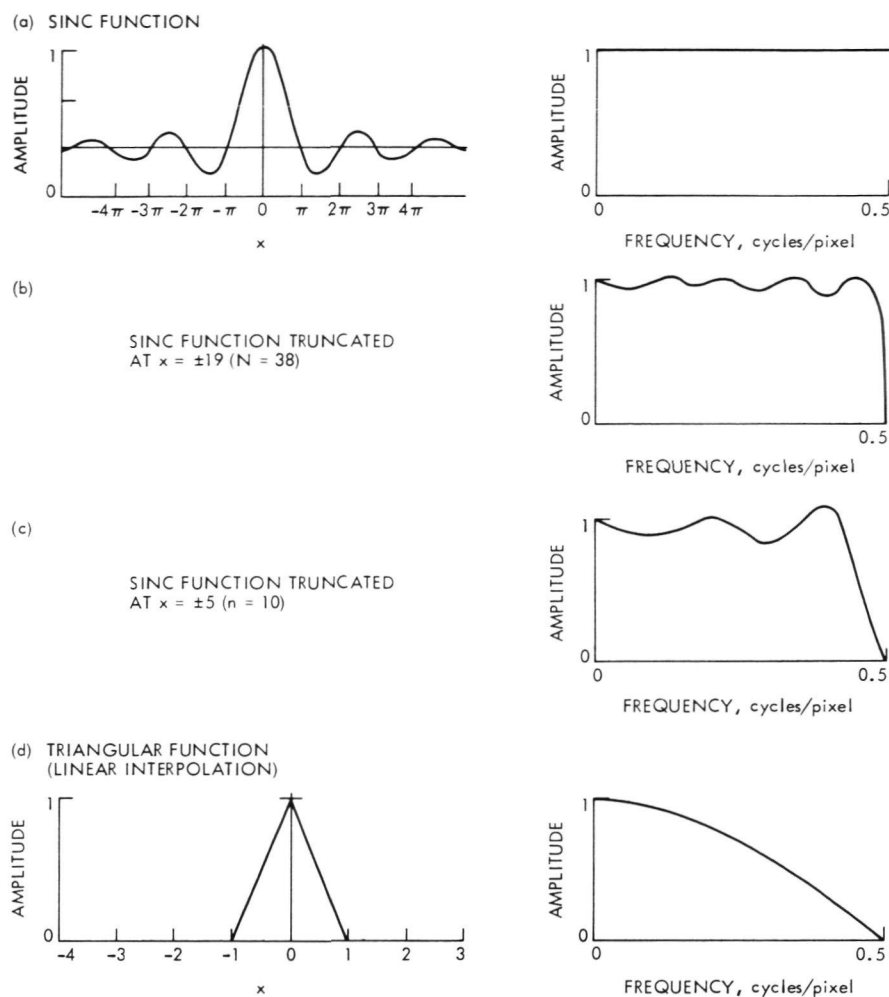 (a) SINC FUNCTION
AMPLITUDE
1
0
-4π -3π -2π -π 0 π 2π 3π 4π
x
AMPLITUDE
1
0
0 0.5
FREQUENCY, cycles/pixel
(b)
SINC FUNCTION TRUNCATED
AT x = ±19 (N = 38)
AMPLITUDE
1
0
0.5
FREQUENCY, cycles/pixel
(c)
SINC FUNCTION TRUNCATED
AT x = ±5 (n = 10)
AMPLITUDE
1
0
0.5
FREQUENCY, cycles/pixel
(d) TRIANGULAR FUNCTION
(LINEAR INTERPOLATION)
AMPLITUDE
1
0
-4 -3 -2 -1 0 1 2 3
x
AMPLITUDE
1
0
0 0.5
FREQUENCY, cycles/pixel